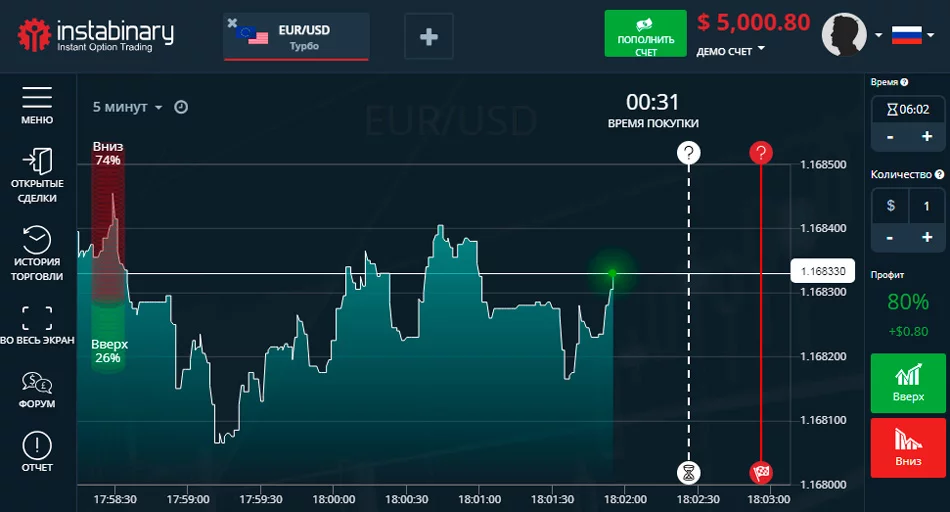 instabinary
Instant Option Trading
EUR/USD
Турбо
ПОПОЛНИТЬ
СЧЕТ
$ 5,000.80
ДЕМО СЧЕТ
МЕНЮ
ОТКРЫТЫЕ
СДЕЛКИ
ИСТОРИЯ
ТОРГОВЛИ
ВО ВЕСЬ ЭКРАН
ФОРУМ
ОТЧЕТ
5 минут
EUR/USD
00:31
ВРЕМЯ ПОКУПКИ
Вниз
74%
Вверх
26%
?
?
1.168500
1.168400
1.168330
1.168300
1.168200
1.168100
1.168000
17:58:30
17:59:00
17:59:30
18:00:00
18:00:30
18:01:00
18:01:30
18:02:00
18:02:30
18:03:00
Время ?
06:02
- +
Количество ?
$ 1
- +
Профит
80%
+$0.80
Вверх
Вниз